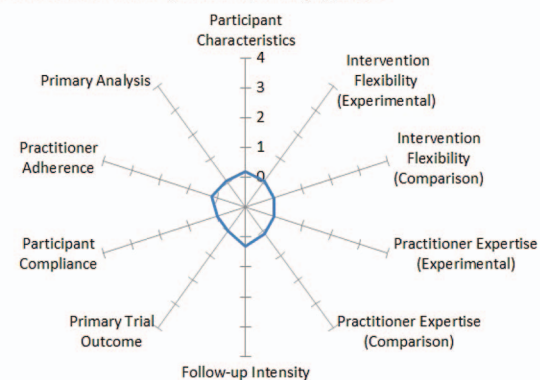 Participant
Characteristics
4
3
2
1
0
Intervention
Flexibility
(Experimental)
Intervention
Flexibility
(Comparison)
Practitioner Expertise
(Experimental)
Practitioner Expertise
(Comparison)
Follow-up Intensity
Primary Trial
Outcome
Participant
Compliance
Practitioner
Adherence
Primary Analysis